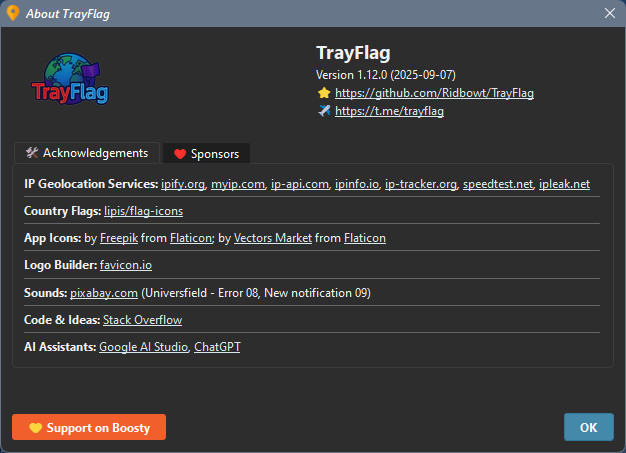 About TrayFlag
TrayFlag
TrayFlag
Version 1.12.0 (2025-09-07)
https://github.com/Ridbowt/TrayFlag
https://t.me/trayflag
Acknowledgements
Sponsors
IP Geolocation Services: ipify.org, myip.com, ip-api.com, ipinfo.io, ip-tracker.org, speedtest.net, ipleak.net
Country Flags: lipis/flag-icons
App Icons: by Freepik from Flaticon; by Vectors Market from Flaticon
Logo Builder: favicon.io
Sounds: pixabay.com (Universfield - Error 08, New notification 09)
Code & Ideas: Stack Overflow
AI Assistants: Google AI Studio, ChatGPT
Support on Boosty
OK